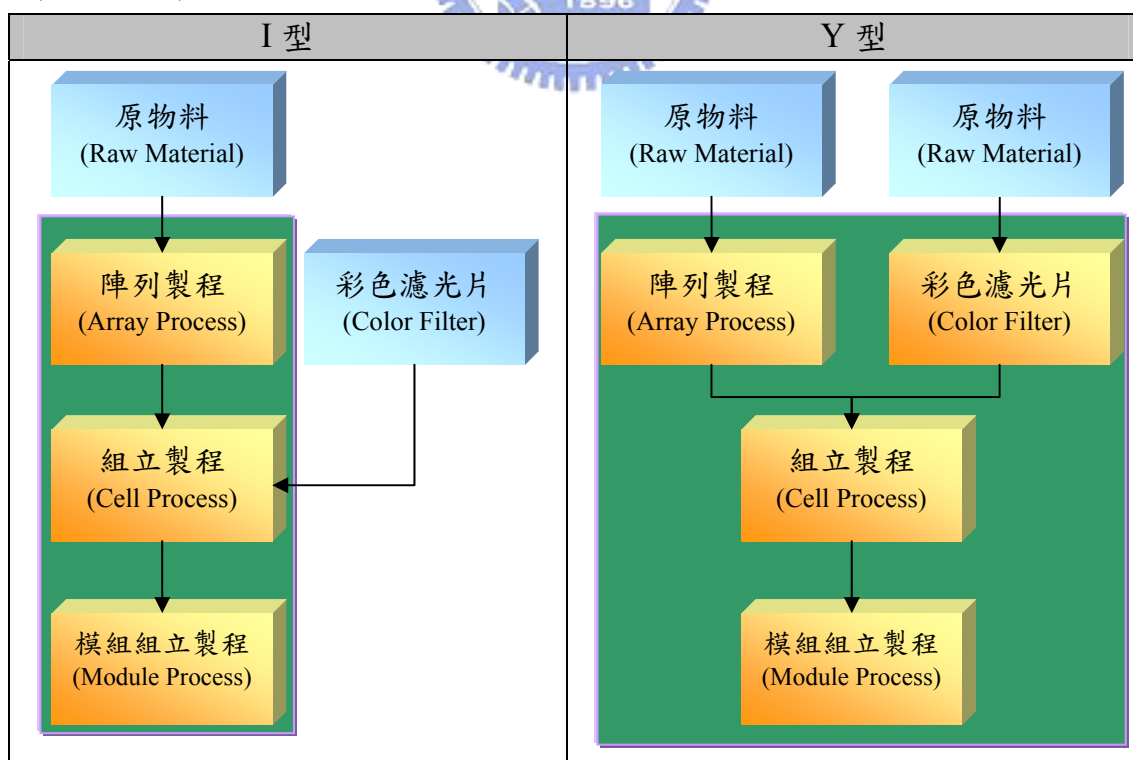 1896
I 型
Y 型
原物料
(Raw Material)
陣列製程
(Array Process)
彩色濾光片
(Color Filter)
組立製程
(Cell Process)
模組組立製程
(Module Process)
原物料
(Raw Material)
原物料
(Raw Material)
陣列製程
(Array Process)
彩色濾光片
(Color Filter)
組立製程
(Cell Process)
模組組立製程
(Module Process)